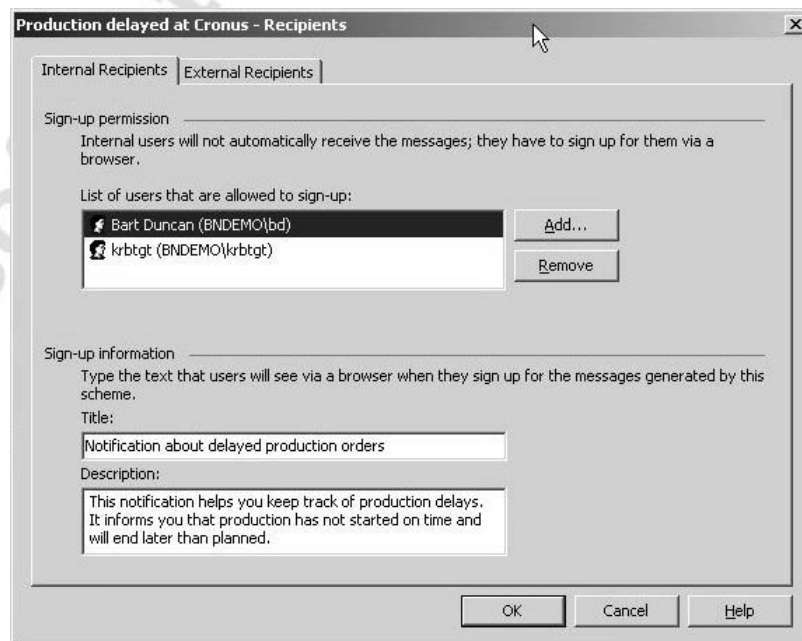 Production delayed at Cronus - Recipients
Internal Recipients
External Recipients
Sign-up permission
Internal users will not automatically receive the messages; they have to sign up for them via a
browser.
List of users that are allowed to sign-up:
Bart Duncan (BNDEMO\bd)
krbtgt (BNDEMO\krbtgt)
Add...
Remove
Sign-up information
Type the text that users will see via a browser when they sign up for the messages generated by this
scheme.
Title:
Notification about delayed production orders
Description:
This notification helps you keep track of production delays.
It informs you that production has not started on time and
will end later than planned.
OK
Cancel
Help